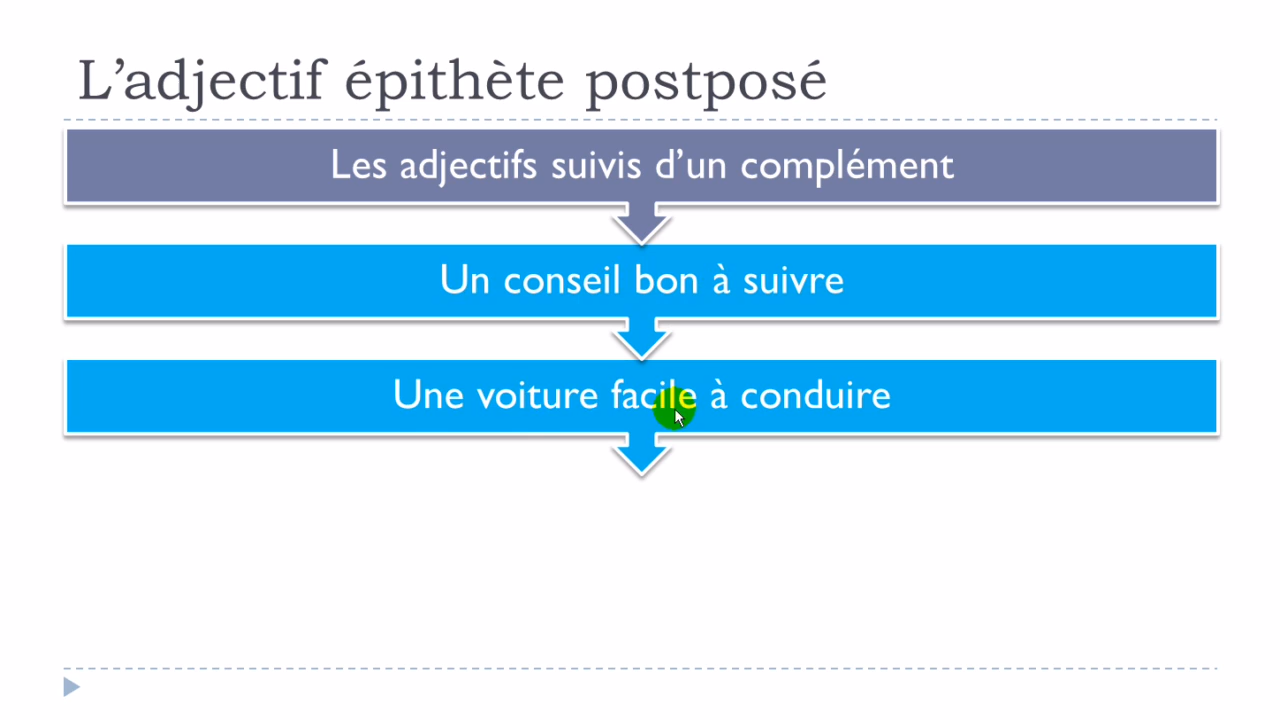 L’adjectif épithète postposé
Les adjectifs suivis d’un complément
Un conseil bon à suivre
Une voiture facile à conduire